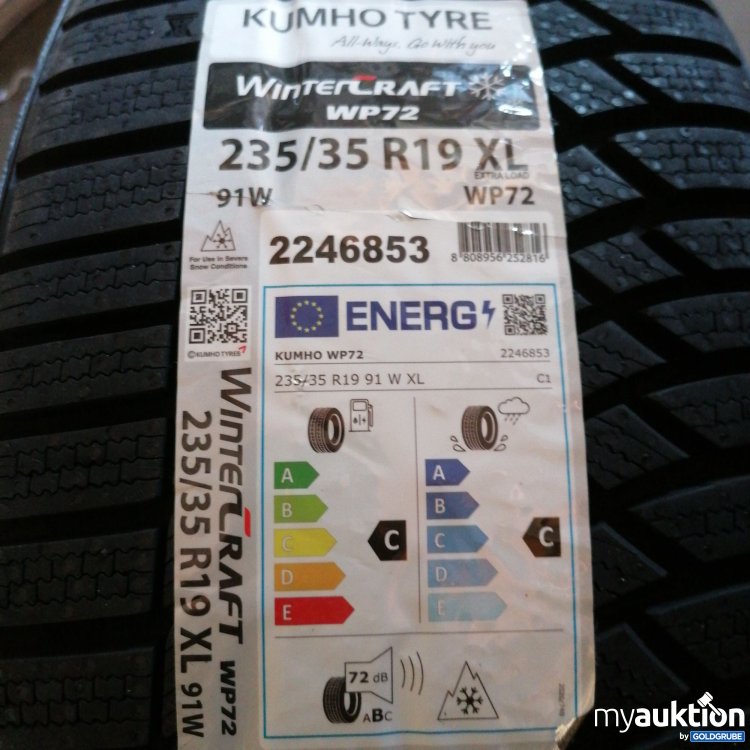 KUMHO TYRE
All-Ways, Go with you
WINTERCRAFT
WP72
235/35 R19 XL
EXTRA LOAD
91W WP72
For Use in Severe
Snow Conditions
2246853
8 808956 252816
©KUMHO TYRES
ENERG
KUMHO WP72 2246853
235/35 R19 91 W XL C1
A
B
C
D
E
C
A
B
C
D
E
C
72 dB
ABC
WINTERCRAFT WP72
235/35 R19 XL 91W
myauktion
by GOLDGRUBE